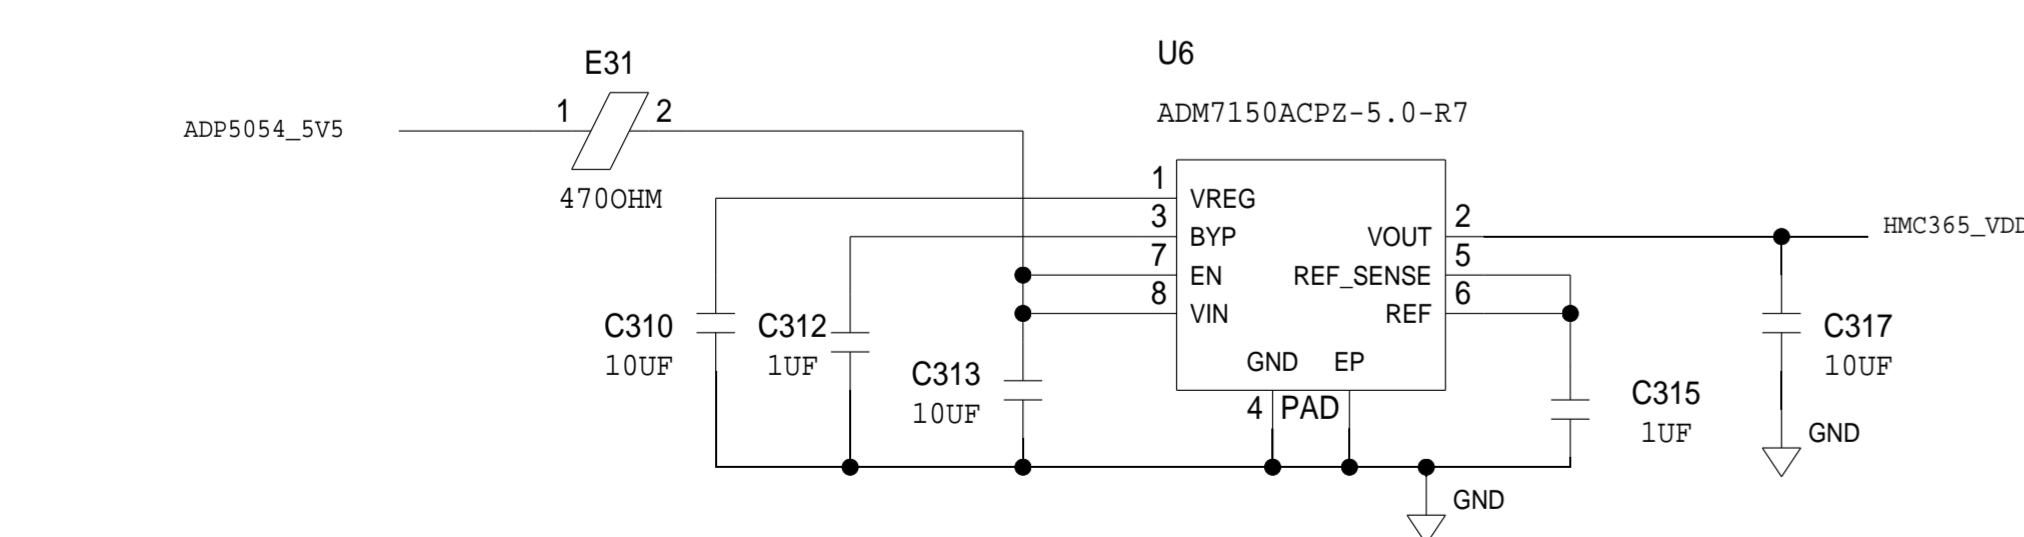 U6
E31
ADM7150ACPZ-5.0-R7
1
2
ADP5054_5V5
470OHM
1
VREG
3
BYP
VOUT
2
HMC365_VDD
7
EN
REF_SENSE
5
8
VIN
REF
6
C310
10UF
C312
1UF
C313
10UF
GND
EP
4
PAD
C315
1UF
C317
10UF
GND
GND